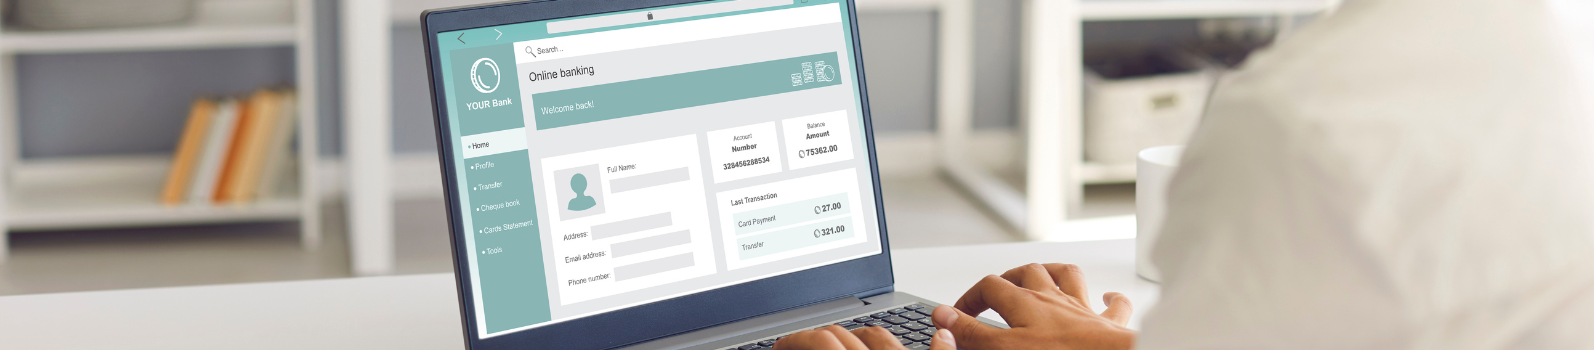 Search...
YOUR Bank
Online banking
Welcome back!
Home
Profile
Transfer
Cheque book
Cards Statement
Tools
Full Name:
Address:
Email address:
Phone number:
Account
Number
328456288534
Balance
Amount
75362.00
Last Transaction
Card Payment 27.00
Transfer 321.00